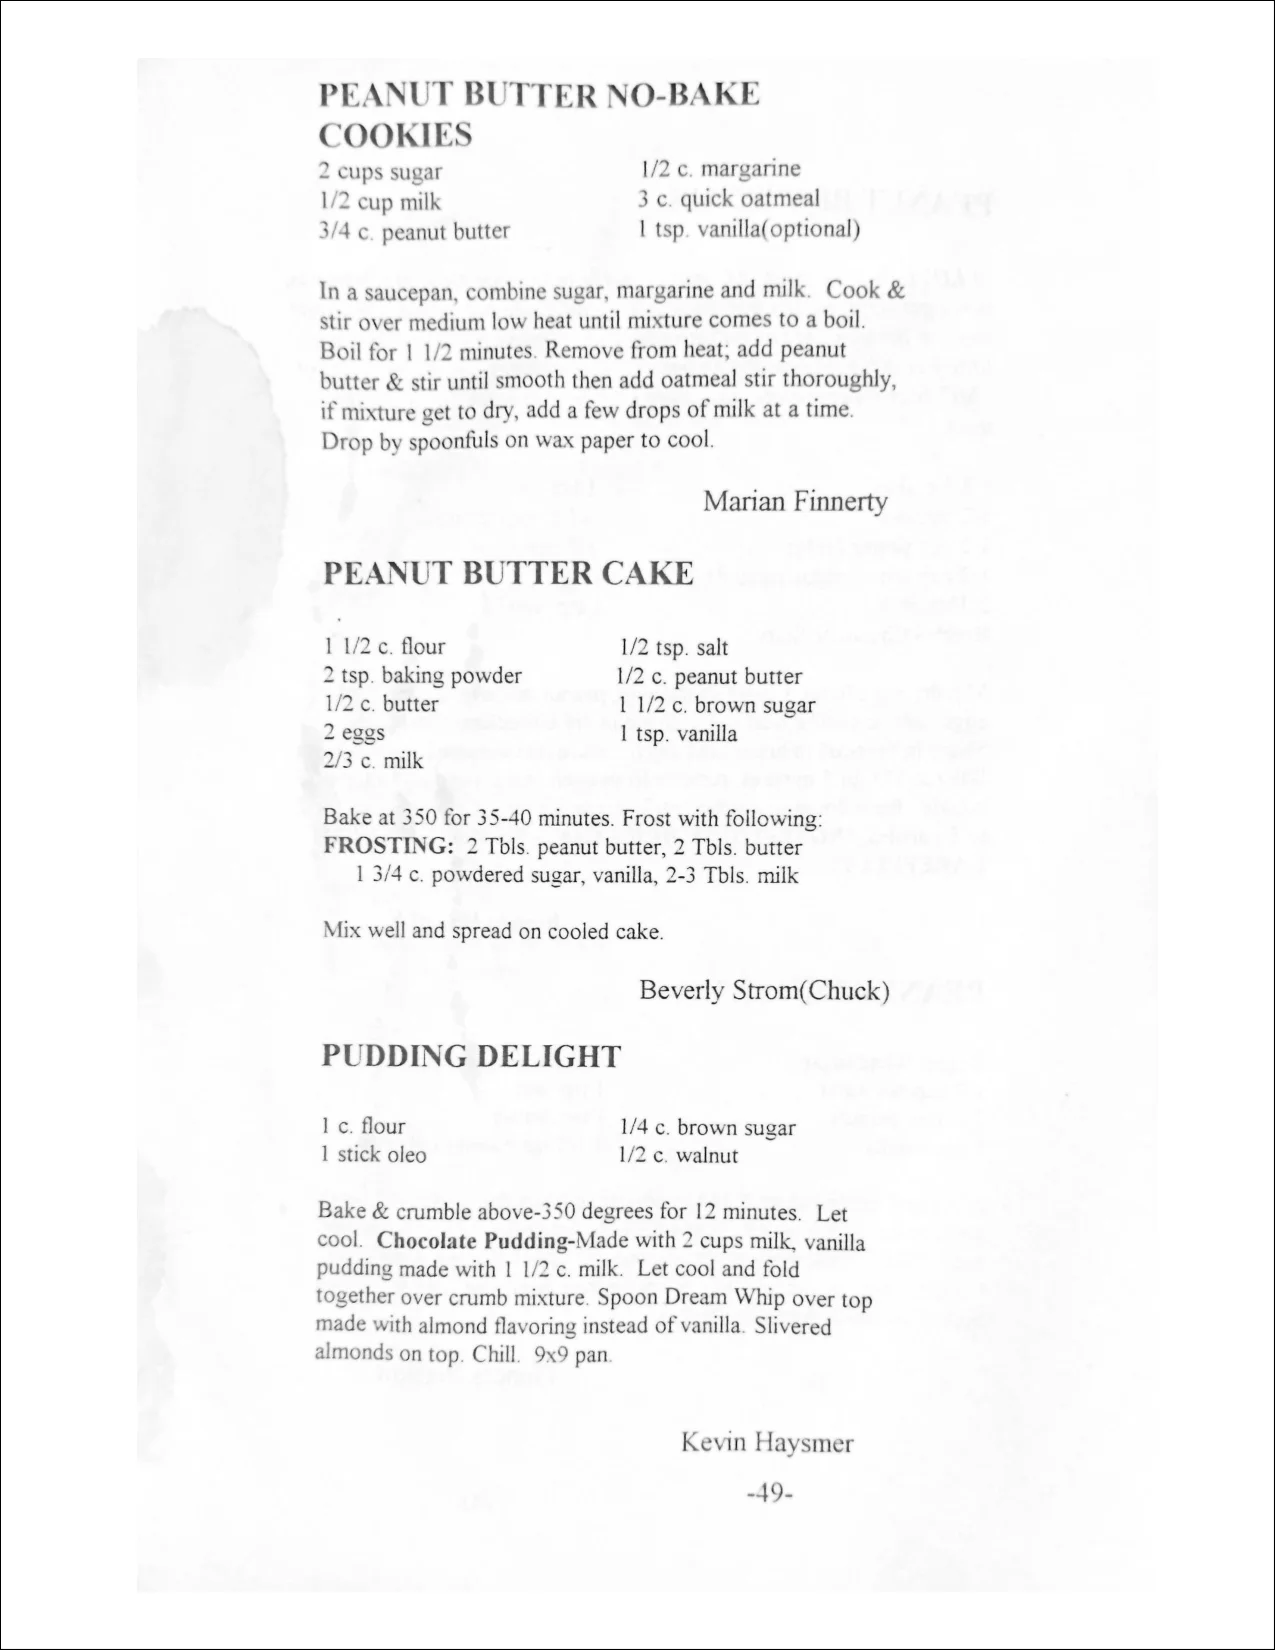 PEANUT BUTTER NO-BAKE
COOKIES
2 cups sugar 1/2 c. margarine
1/2 cup milk 3 c. quick oatmeal
3/4 c. peanut butter 1 tsp. vanilla(optional)
In a saucepan, combine sugar, margarine and milk. Cook &
stir over medium low heat until mixture comes to a boil.
Boil for 1 1/2 minutes. Remove from heat; add peanut
butter & stir until smooth then add oatmeal stir thoroughly,
if mixture get to dry, add a few drops of milk at a time.
Drop by spoonfuls on wax paper to cool.
Marian Finnerty
PEANUT BUTTER CAKE
1 1/2 c. flour 1/2 tsp. salt
2 tsp. baking powder 1/2 c. peanut butter
1/2 c. butter 1 1/2 c. brown sugar
2 eggs 1 tsp. vanilla
2/3 c. milk
Bake at 350 for 35-40 minutes. Frost with following:
FROSTING: 2 Tbls. peanut butter, 2 Tbls. butter
1 3/4 c. powdered sugar, vanilla, 2-3 Tbls. milk
Mix well and spread on cooled cake.
Beverly Strom(Chuck)
PUDDING DELIGHT
1 c. flour 1/4 c. brown sugar
1 stick oleo 1/2 c. walnut
Bake & crumble above-350 degrees for 12 minutes. Let
cool. Chocolate Pudding-Made with 2 cups milk, vanilla
pudding made with 1 1/2 c. milk. Let cool and fold
together over crumb mixture. Spoon Dream Whip over top
made with almond flavoring instead of vanilla. Slivered
almonds on top. Chill. 9x9 pan.
Kevin Haysmer
-49-